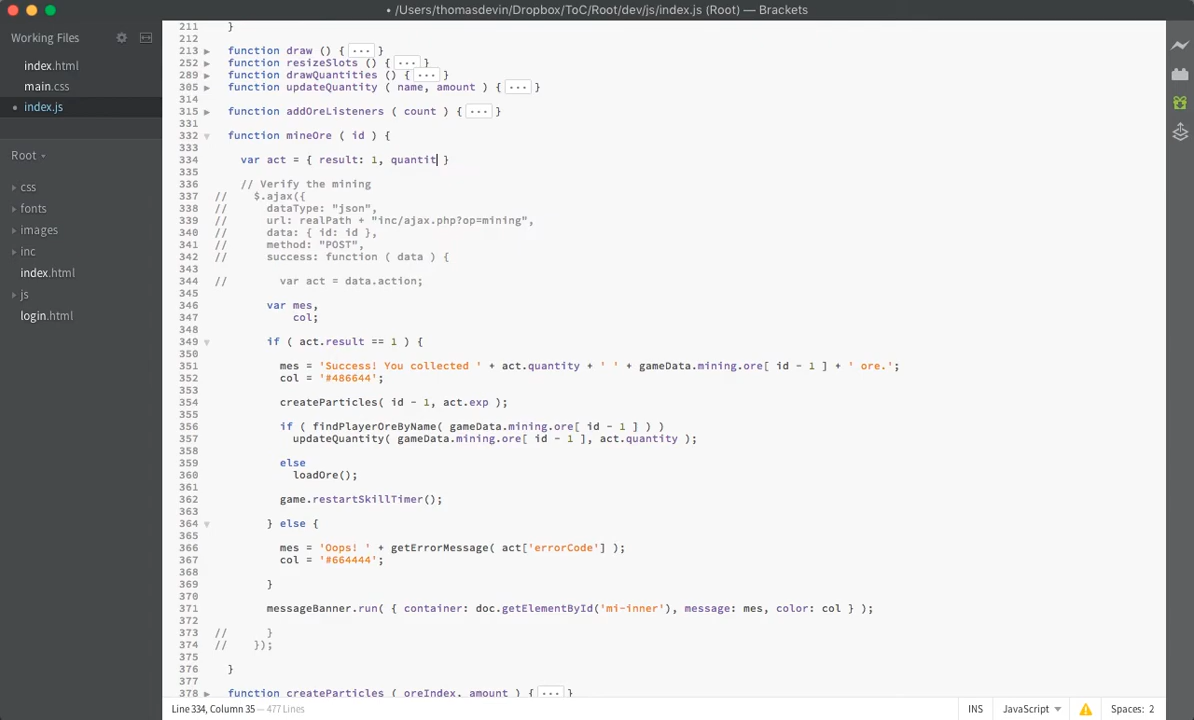 • /Users/thomasdevin/Dropbox/ToC/Root/dev/js/index.js (Root) — Brackets
Working Files
index.html
main.css
• index.js
Root
css
fonts
images
inc
index.html
js
login.html
211 }
212
213 function draw () { ... }
252 function resizeSlots () { ... }
289 function drawQuantities () { ... }
305 function updateQuantity ( name, amount ) { ... }
314
315 function addOreListeners ( count ) { ... }
331
332 function mineOre ( id ) {
333
334 var act = { result: 1, quantit }
335
336 // Verify the mining
337 // $.ajax({
338 // dataType: "json",
339 // url: realPath + "inc/ajax.php?op=mining",
340 // data: { id: id },
341 // method: "POST",
342 // success: function ( data ) {
343
344 // var act = data.action;
345
346 var mes,
347 col;
348
349 if ( act.result == 1 ) {
350
351 mes = 'Success! You collected ' + act.quantity + ' ' + gameData.mining.ore[ id - 1 ] + ' ore.';
352 col = '#486644';
353
354 createParticles( id - 1, act.exp );
355
356 if ( findPlayerOreByName( gameData.mining.ore[ id - 1 ] ) )
357 updateQuantity( gameData.mining.ore[ id - 1 ], act.quantity );
358
359 else
360 loadOre();
361
362 game.restartSkillTimer();
363
364 } else {
365
366 mes = 'Oops! ' + getErrorMessage( act['errorCode'] );
367 col = '#664444';
368
369 }
370
371 messageBanner.run( { container: doc.getElementById('mi-inner'), message: mes, color: col } );
372
373 // }
374 // });
375
376 }
377
378 function createParticles ( oreIndex, amount ) { ... }
Line 334, Column 35 — 477 Lines
INS
JavaScript
Spaces: 2